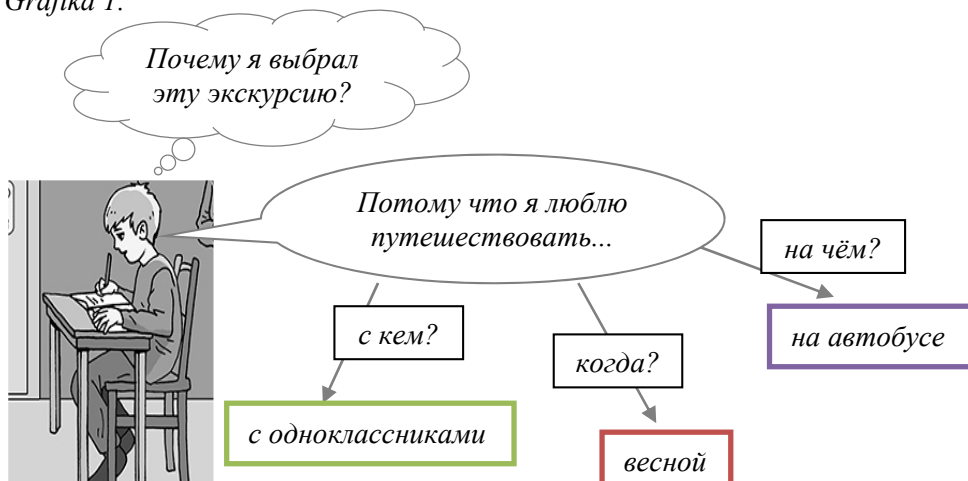 Grafika 1.
Почему я выбрал
эту экскурсию?
Потому что я люблю
путешествовать...
на чём?
на автобусе
с кем?
когда?
с одноклассниками
весной